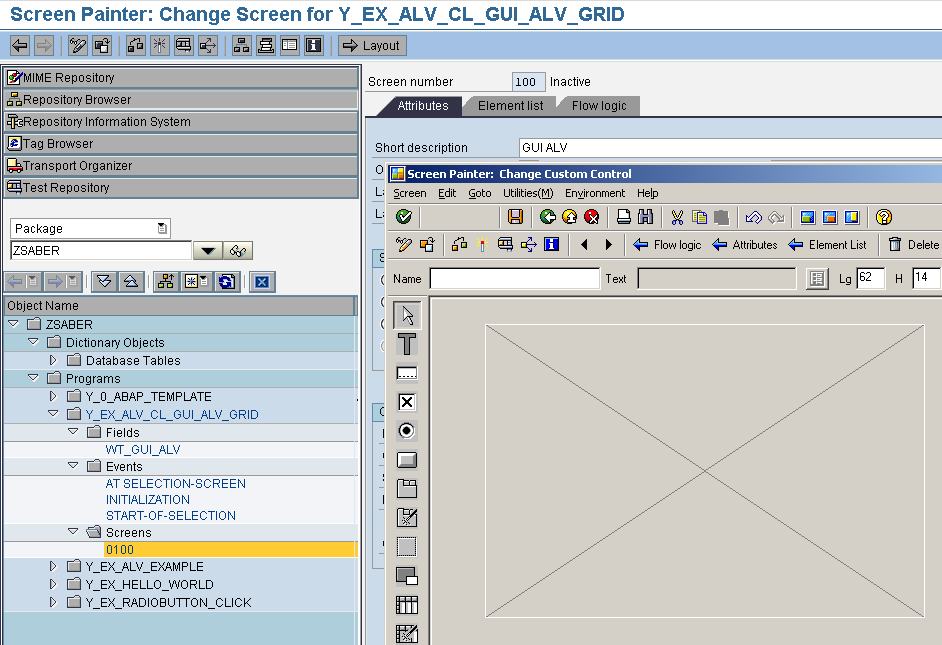 Screen Painter: Change Screen for Y_EX_ALV_CL_GUI_ALV_GRID
Layout
MIME Repository
Repository Browser
Repository Information System
Tag Browser
Transport Organizer
Test Repository
Package
ZSABER
Object Name
ZSABER
Dictionary Objects
Database Tables
Programs
Y_0_ABAP_TEMPLATE
Y_EX_ALV_CL_GUI_ALV_GRID
Fields
WT_GUI_ALV
Events
AT SELECTION-SCREEN
INITIALIZATION
START-OF-SELECTION
Screens
0100
Y_EX_ALV_EXAMPLE
Y_EX_HELLO_WORLD
Y_EX_RADIOBUTTON_CLICK
Screen number 100 Inactive
Attributes Element list Flow logic
Short description GUI ALV
Screen Painter: Change Custom Control
Screen Edit Goto Utilities(M) Environment Help
Flow logic Attributes Element List Delete
Name Text Lg 62 H 14